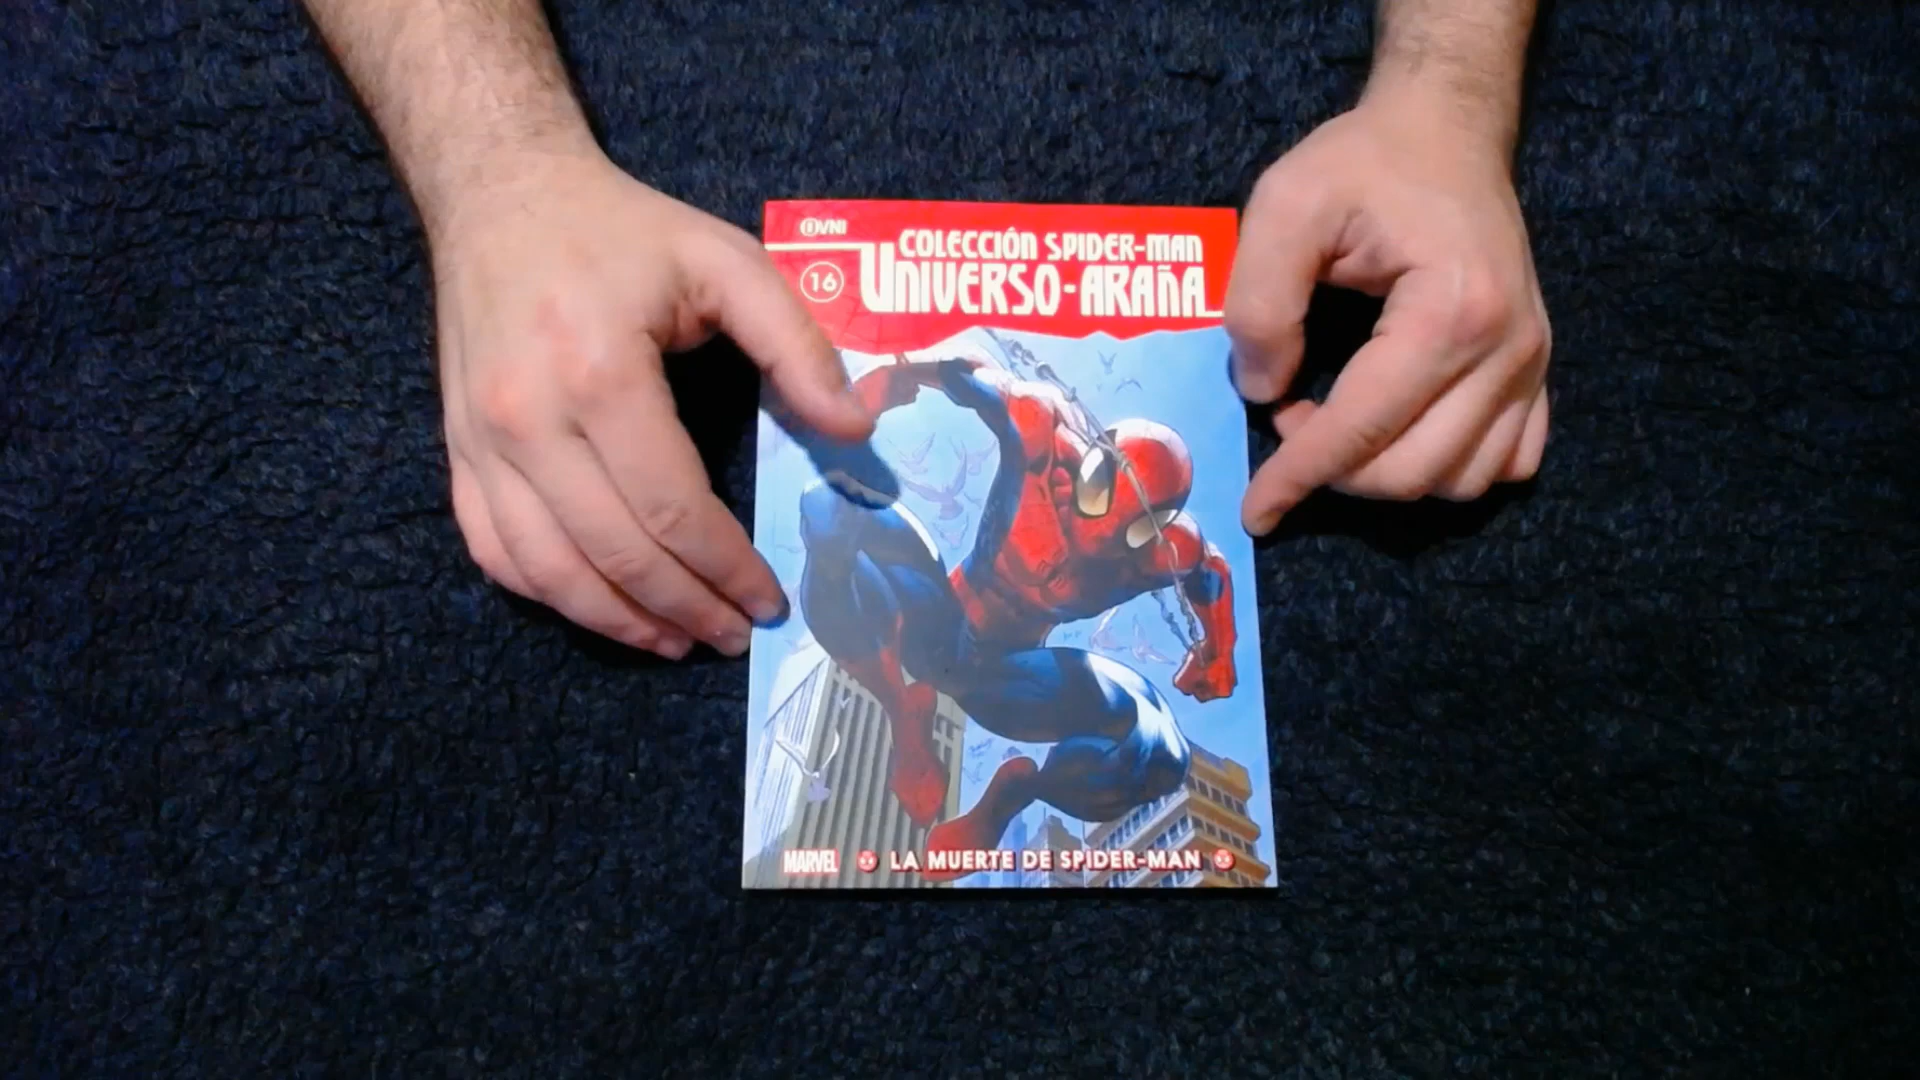 OVNI
COLECCIÓN SPIDER-MAN
16
UNIVERSO-ARAÑA
MARVEL
LA MUERTE DE SPIDER-MAN